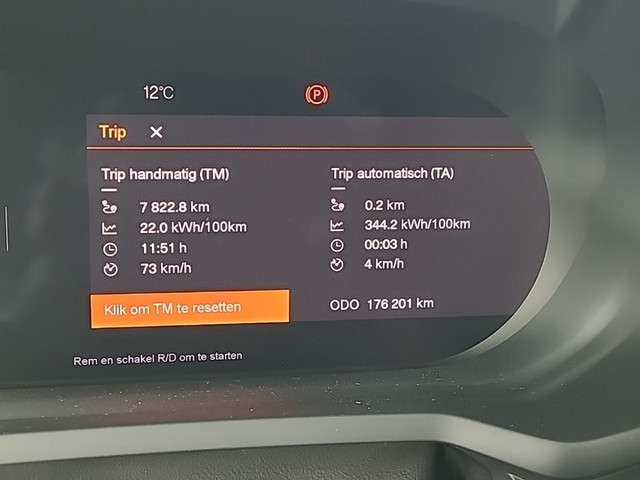 12°C
P
Trip
Trip handmatig (TM)
7 822.8 km
22.0 kWh/100km
11:51 h
73 km/h
Klik om TM te resetten
Trip automatisch (TA)
0.2 km
344.2 kWh/100km
00:03 h
4 km/h
ODO 176 201 km
Rem en schakel R/D om te starten